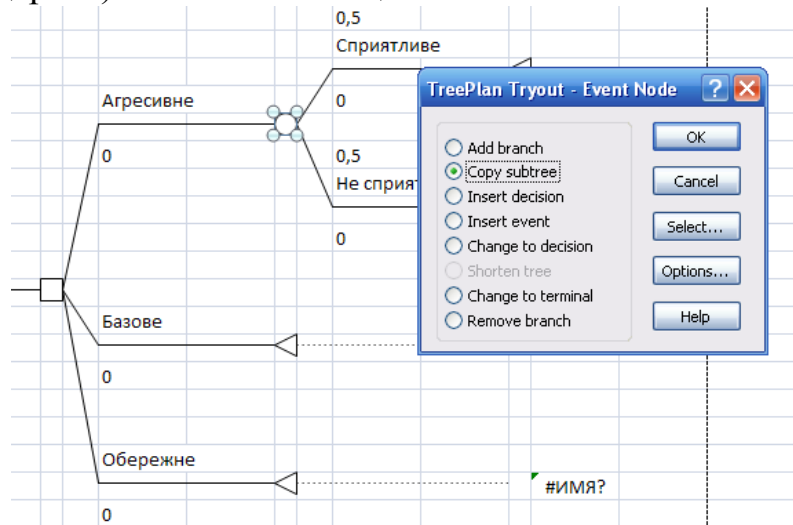 0,5
Сприятливе
0
Агресивне
0
0,5
Не сприят
0
Базове
0
Обережне
0
#ИМЯ?
TreePlan Tryout - Event Node
Add branch
Copy subtree
Insert decision
Insert event
Change to decision
Shorten tree
Change to terminal
Remove branch
OK
Cancel
Select...
Options...
Help